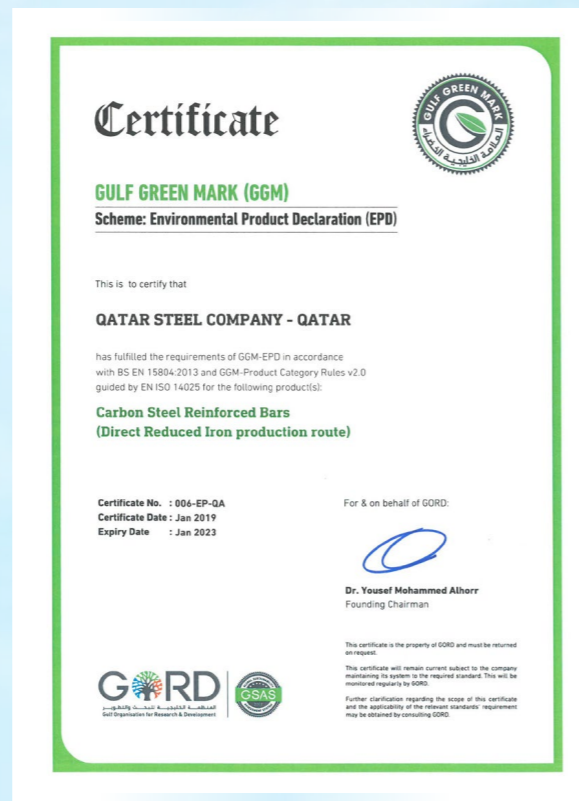 Certificate
GULF GREEN MARK
العلامة الخليجية الخضراء
GULF GREEN MARK (GGM)
Scheme: Environmental Product Declaration (EPD)
This is to certify that
QATAR STEEL COMPANY - QATAR
has fulfilled the requirements of GGM-EPD in accordance
with BS EN 15804:2013 and GGM-Product Category Rules v2.0
guided by EN ISO 14025 for the following product(s):
Carbon Steel Reinforced Bars
(Direct Reduced Iron production route)
Certificate No. : 006-EP-QA
Certificate Date : Jan 2019
Expiry Date : Jan 2023
For & on behalf of GORD:
Dr. Yousef Mohammed Alhorr
Founding Chairman
This certificate is the property of GORD and must be returned
on request.
This certificate will remain current subject to the company
maintaining its system to the required standard. This will be
monitored regularly by GORD.
Further clarification regarding the scope of this certificate
and the applicability of the relevant standards' requirement
may be obtained by consulting GORD.
GORD
المنظمة الخليجية للبحث والتطوير
Gulf Organisation for Research & Development
GSAS